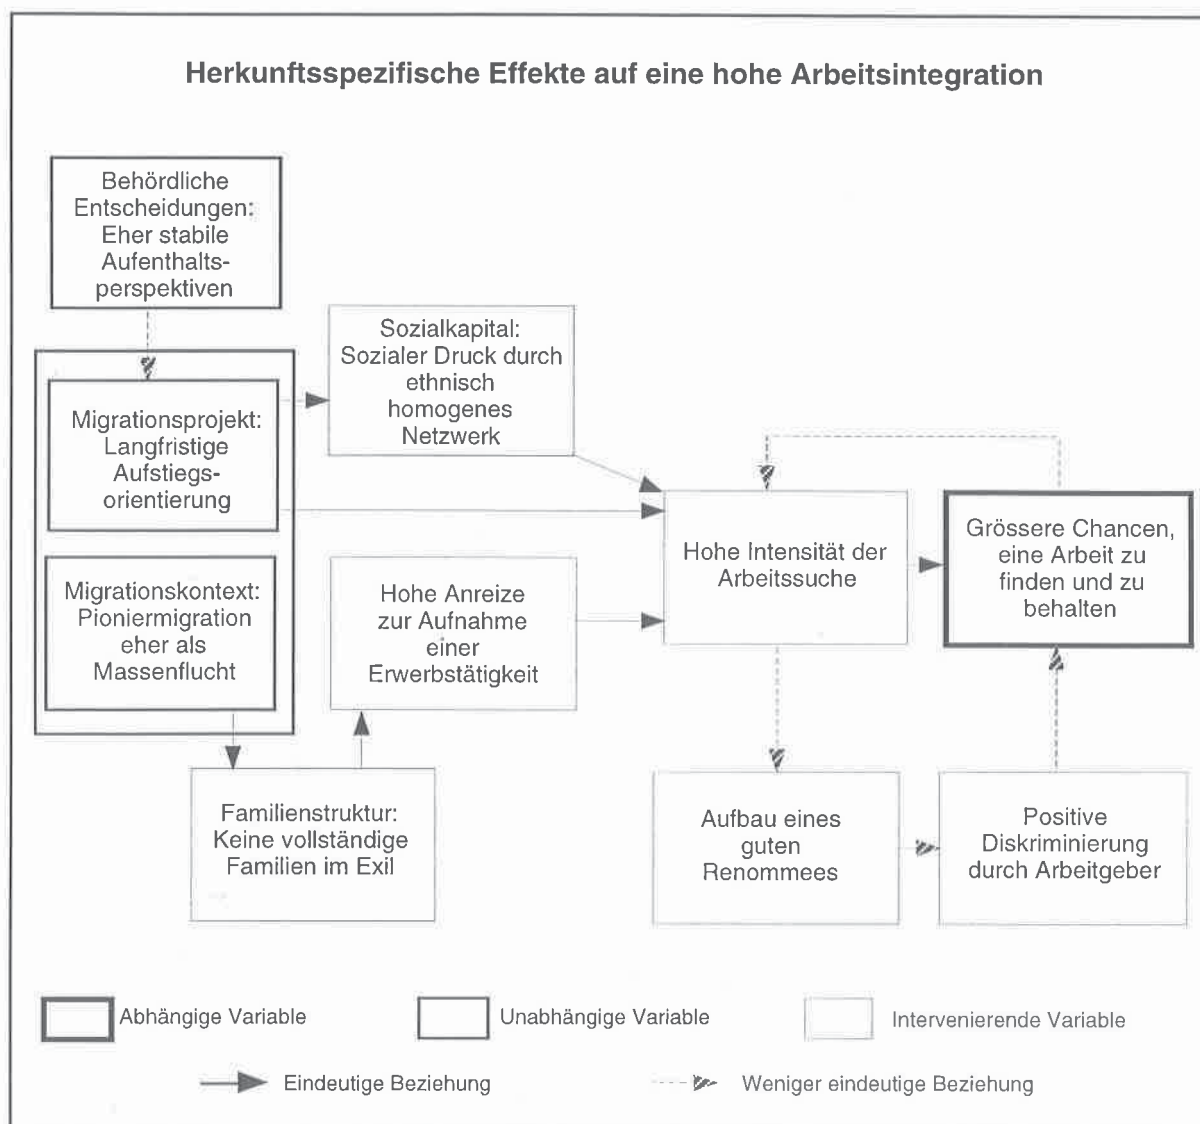 Herkunftsspezifische Effekte auf eine hohe Arbeitsintegration
Behördliche
Entscheidungen:
Eher stabile
Aufenthalts-
perspektiven
Sozialkapital:
Sozialer Druck durch
ethnisch
homogenes
Netzwerk
Migrationsprojekt:
Langfristige
Aufstiegs-
orientierung
Hohe Intensität der
Arbeitssuche
Grössere Chancen,
eine Arbeit zu
finden und zu
behalten
Migrationskontext:
Pioniermigration
eher als
Massenflucht
Hohe Anreize
zur Aufnahme
einer
Erwerbstätigkeit
Familienstruktur:
Keine vollständige
Familien im Exil
Aufbau eines
guten
Renommees
Positive
Diskriminierung
durch Arbeitgeber
Abhängige Variable
Unabhängige Variable
Intervenierende Variable
Eindeutige Beziehung
Weniger eindeutige Beziehung